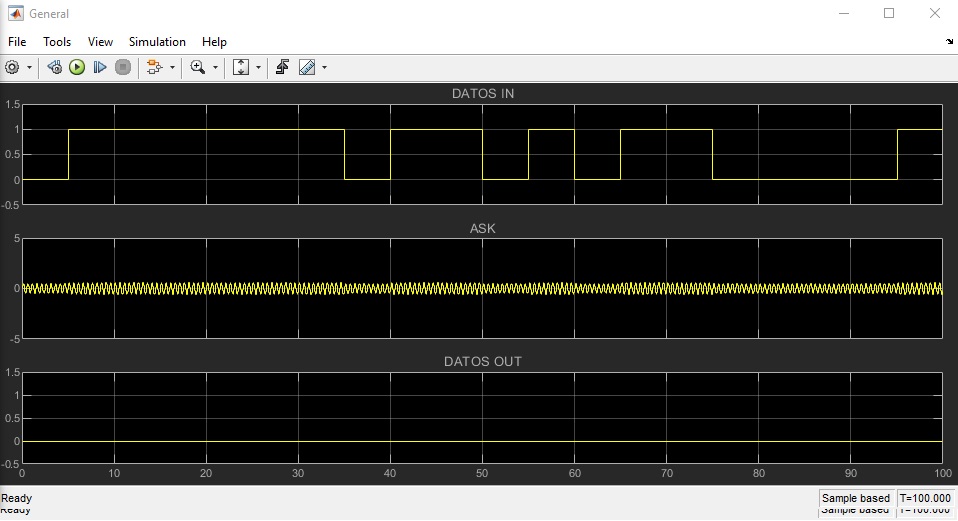 General
File Tools View Simulation Help
DATOS IN
1.5
1
0.5
0
-0.5
ASK
5
0
-5
DATOS OUT
1.5
1
0.5
0
-0.5
0 10 20 30 40 50 60 70 80 90 100
Ready Sample based T=100.000
Ready Sample based T=100.000